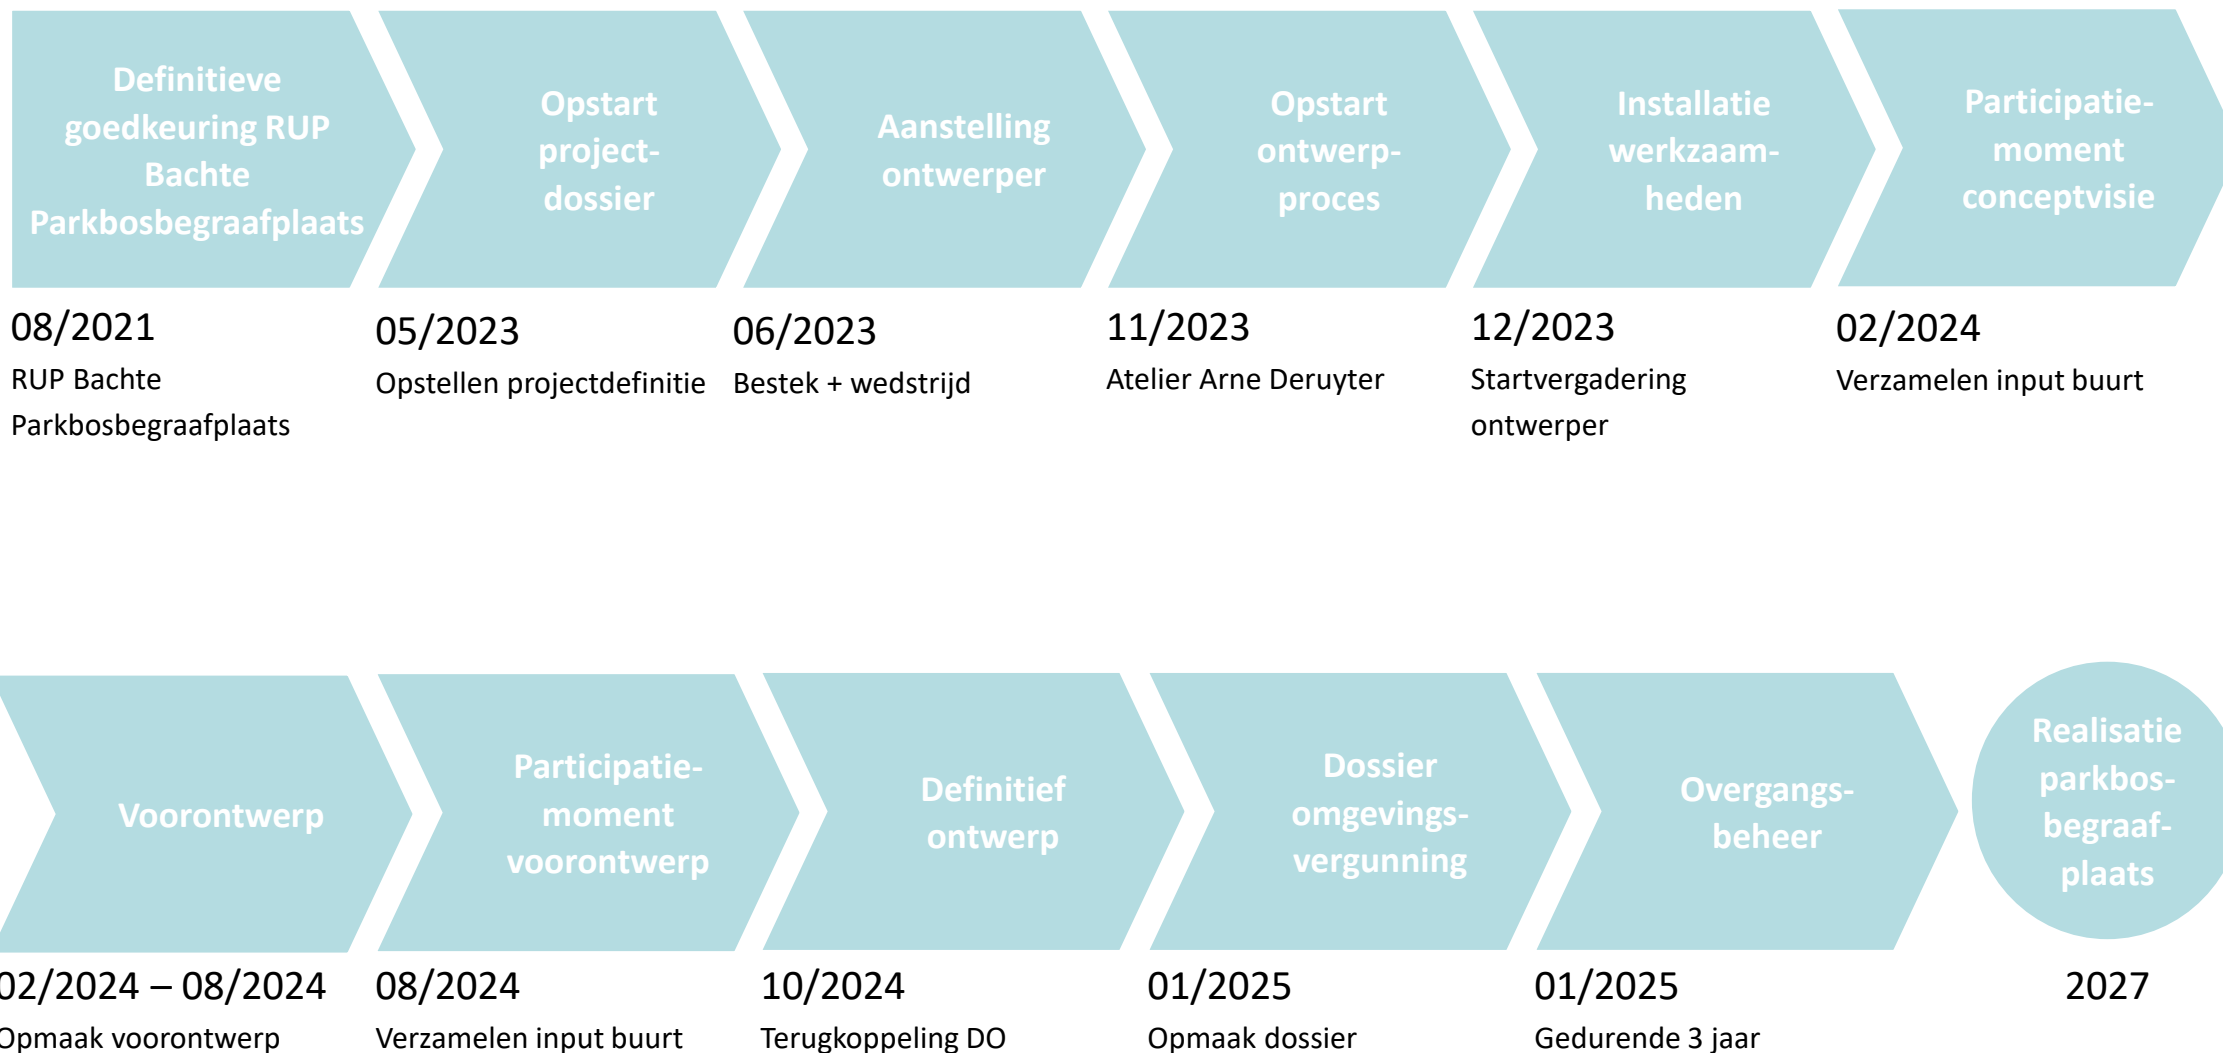 Definitieve
goedkeuring RUP
Bachte
Parkbosbegraafplaats
08/2021
RUP Bachte
Parkbosbegraafplaats
Opstart
project-
dossier
05/2023
Opstellen projectdefinitie
Aanstelling
ontwerper
06/2023
Bestek + wedstrijd
Opstart
ontwerp-
proces
11/2023
Atelier Arne Deruyter
Installatie
werkzaam-
heden
12/2023
Startvergadering
ontwerper
Participatie-
moment
conceptvisie
02/2024
Verzamelen input buurt
Voorontwerp
02/2024 – 08/2024
Opmaak voorontwerp
Participatie-
moment
voorontwerp
08/2024
Verzamelen input buurt
Definitief
ontwerp
10/2024
Terugkoppeling DO
Dossier
omgevings-
vergunning
01/2025
Opmaak dossier
Overgangs-
beheer
01/2025
Gedurende 3 jaar
Realisatie
parkbos-
begraaf-
plaats
2027